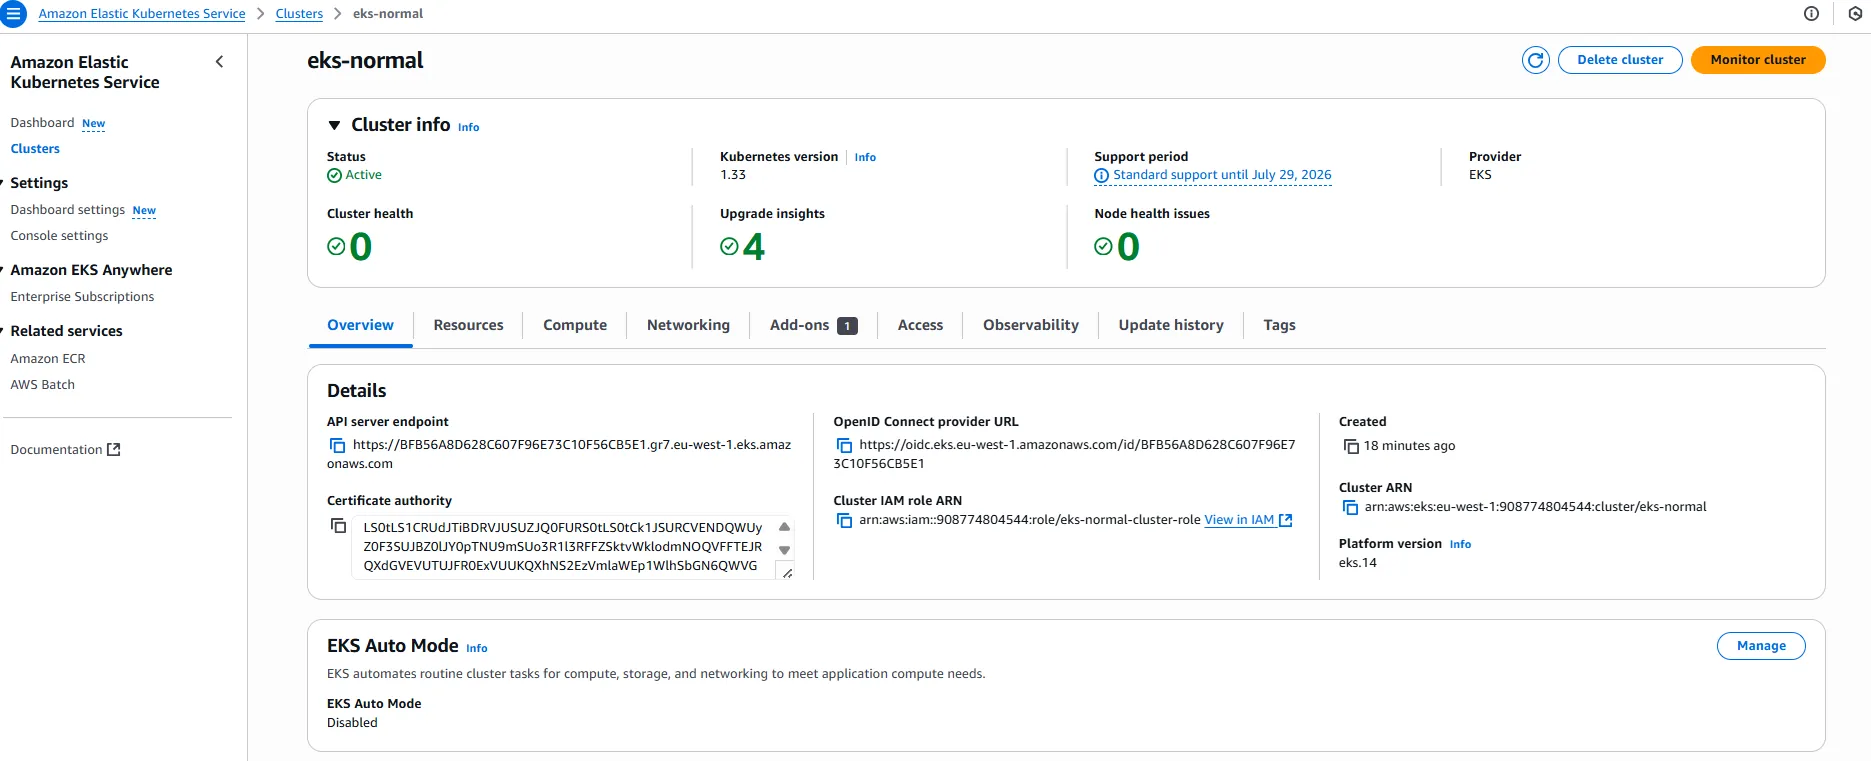 Amazon Elastic Kubernetes Service > Clusters > eks-normal
Amazon Elastic
Kubernetes Service
Dashboard New
Clusters
Settings
Dashboard settings New
Console settings
Amazon EKS Anywhere
Enterprise Subscriptions
Related services
Amazon ECR
AWS Batch
Documentation
eks-normal
Delete cluster
Monitor cluster
Cluster info Info
Status
Active
Kubernetes version Info
1.33
Support period
Standard support until July 29, 2026
Provider
EKS
Cluster health
0
Upgrade insights
4
Node health issues
0
Overview
Resources
Compute
Networking
Add-ons 1
Access
Observability
Update history
Tags
Details
API server endpoint
https://BFB56A8D628C607F96E73C10F56CB5E1.gr7.eu-west-1.eks.amaz
onaws.com
Certificate authority
LS0tLS1CRUdJTiBDRVJUSUZJQ0FURS0tLS0tCk1JSURCVENDQWUy
Z0F3SUJBZ0lJY0pTNU9mSUo3R1l3RFFZSktvWklodmNOQVFFTEJR
QXdGVEVUTUJFR0ExVUUKQXhNS2EzVmlaWEp1WlhSbGN6QWVG
OpenID Connect provider URL
https://oidc.eks.eu-west-1.amazonaws.com/id/BFB56A8D628C607F96E7
3C10F56CB5E1
Cluster IAM role ARN
arn:aws:iam::908774804544:role/eks-normal-cluster-role View in IAM
Created
18 minutes ago
Cluster ARN
arn:aws:eks:eu-west-1:908774804544:cluster/eks-normal
Platform version Info
eks.14
EKS Auto Mode Info
Manage
EKS automates routine cluster tasks for compute, storage, and networking to meet application compute needs.
EKS Auto Mode
Disabled